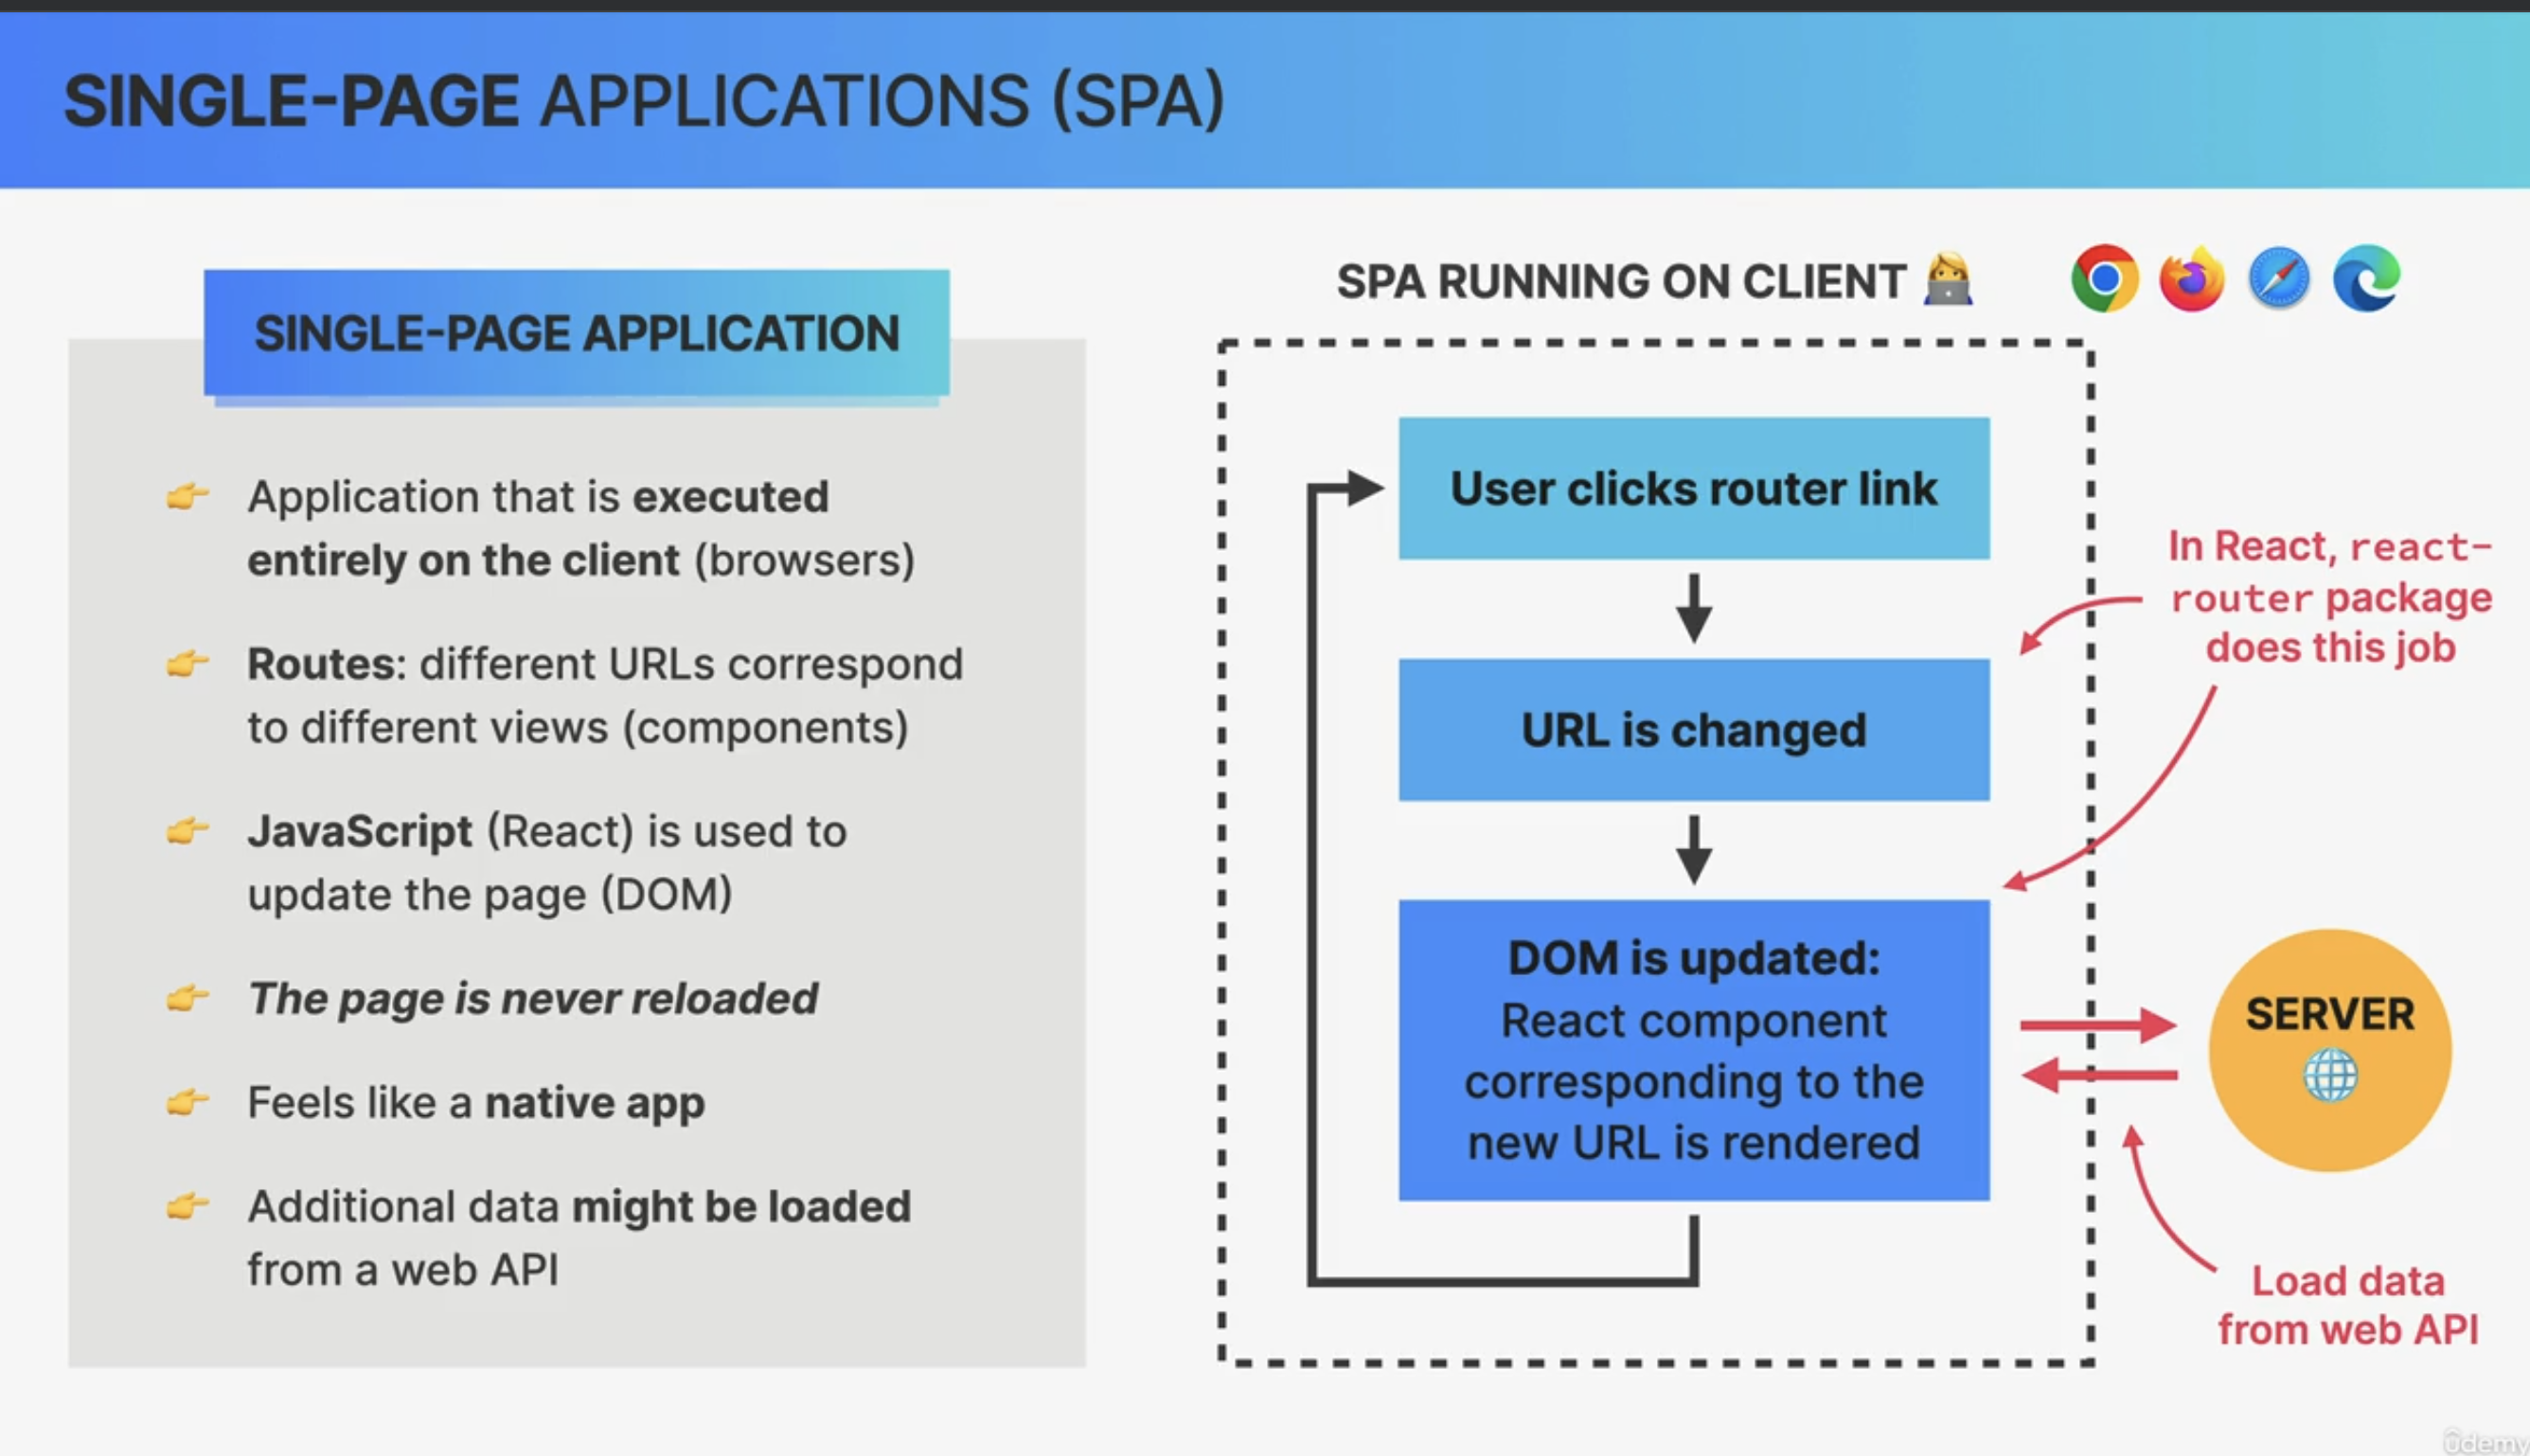 SINGLE-PAGE APPLICATIONS (SPA)
SINGLE-PAGE APPLICATION
Application that is executed
entirely on the client (browsers)
Routes: different URLs correspond
to different views (components)
JavaScript (React) is used to
update the page (DOM)
The page is never reloaded
Feels like a native app
Additional data might be loaded
from a web API
SPA RUNNING ON CLIENT
User clicks router link
URL is changed
DOM is updated:
React component
corresponding to the
new URL is rendered
In React, react-
router package
does this job
SERVER
Load data
from web API
ûdemy